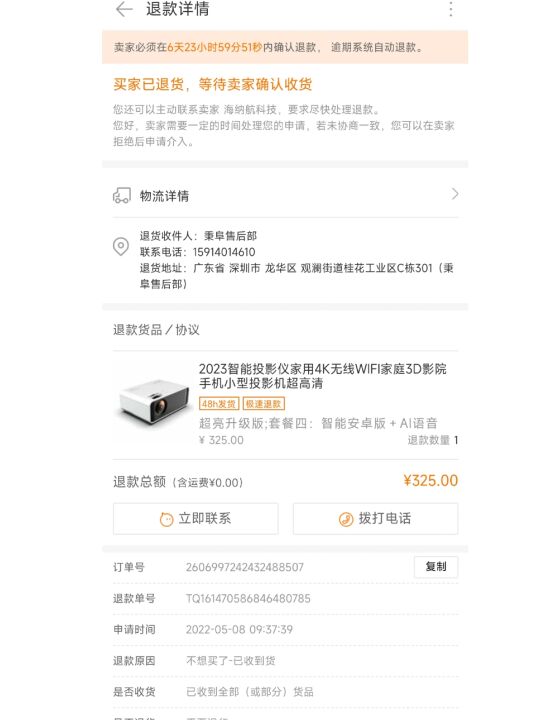 退款详情
卖家必须在6天23小时59分51秒内确认退款，逾期系统自动退款。
买家已退货，等待卖家确认收货
您还可以主动联系卖家 海纳航科技，要求尽快处理退款。
您好，卖家需要一定的时间处理您的申请，若未协商一致，您可以在卖家
拒绝后申请介入。
物流详情
退货收件人：秉阜售后部
联系电话：15914014610
退货地址：广东省 深圳市 龙华区 观澜街道桂花工业区C栋301（秉
阜售后部）
退款货品／协议
2023智能投影仪家用4K无线WIFI家庭3D影院
手机小型投影机超高清
48h发货 极速退款
超亮升级版;套餐四：智能安卓版＋AI语音
¥ 325.00 退款数量 1
退款总额（含运费¥0.00） ¥325.00
立即联系 拨打电话
订单号 2606997242432488507 复制
退款单号 TQ161470586846480785
申请时间 2022-05-08 09:37:39
退款原因 不想买了-已收到货
是否收货 已收到全部（或部分）货品